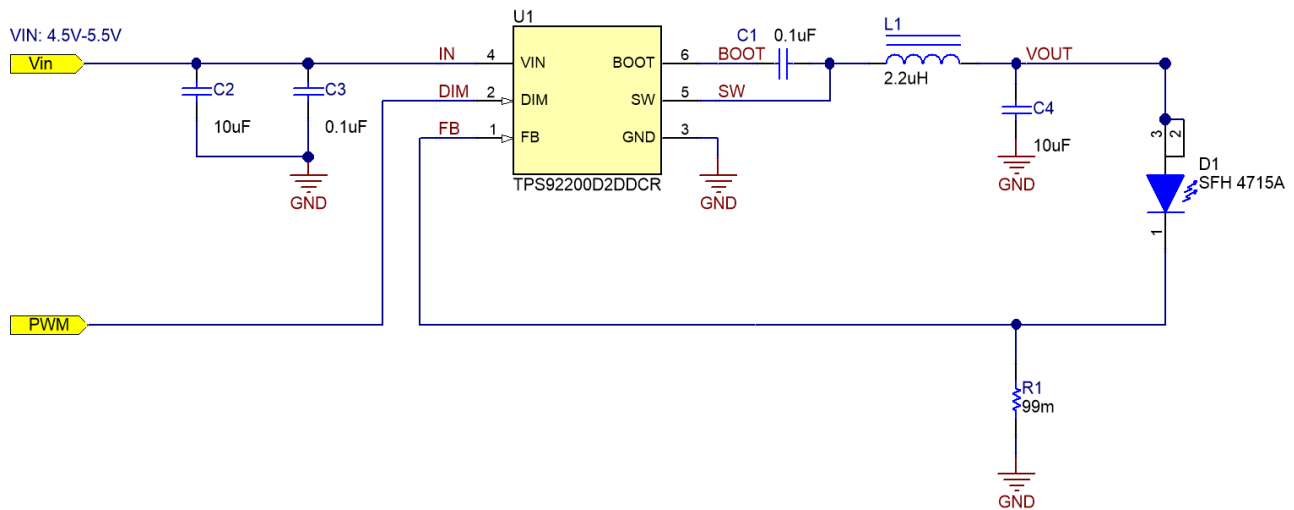 VIN: 4.5V-5.5V
Vin
PWM
C2
10uF
C3
0.1uF
GND
IN
DIM
FB
4
2
1
U1
VIN
DIM
FB
BOOT
SW
GND
TPS92200D2DDCR
6
5
3
BOOT
SW
GND
C1
0.1uF
L1
2.2uH
VOUT
C4
10uF
GND
3
2
D1
SFH 4715A
1
R1
99m
GND